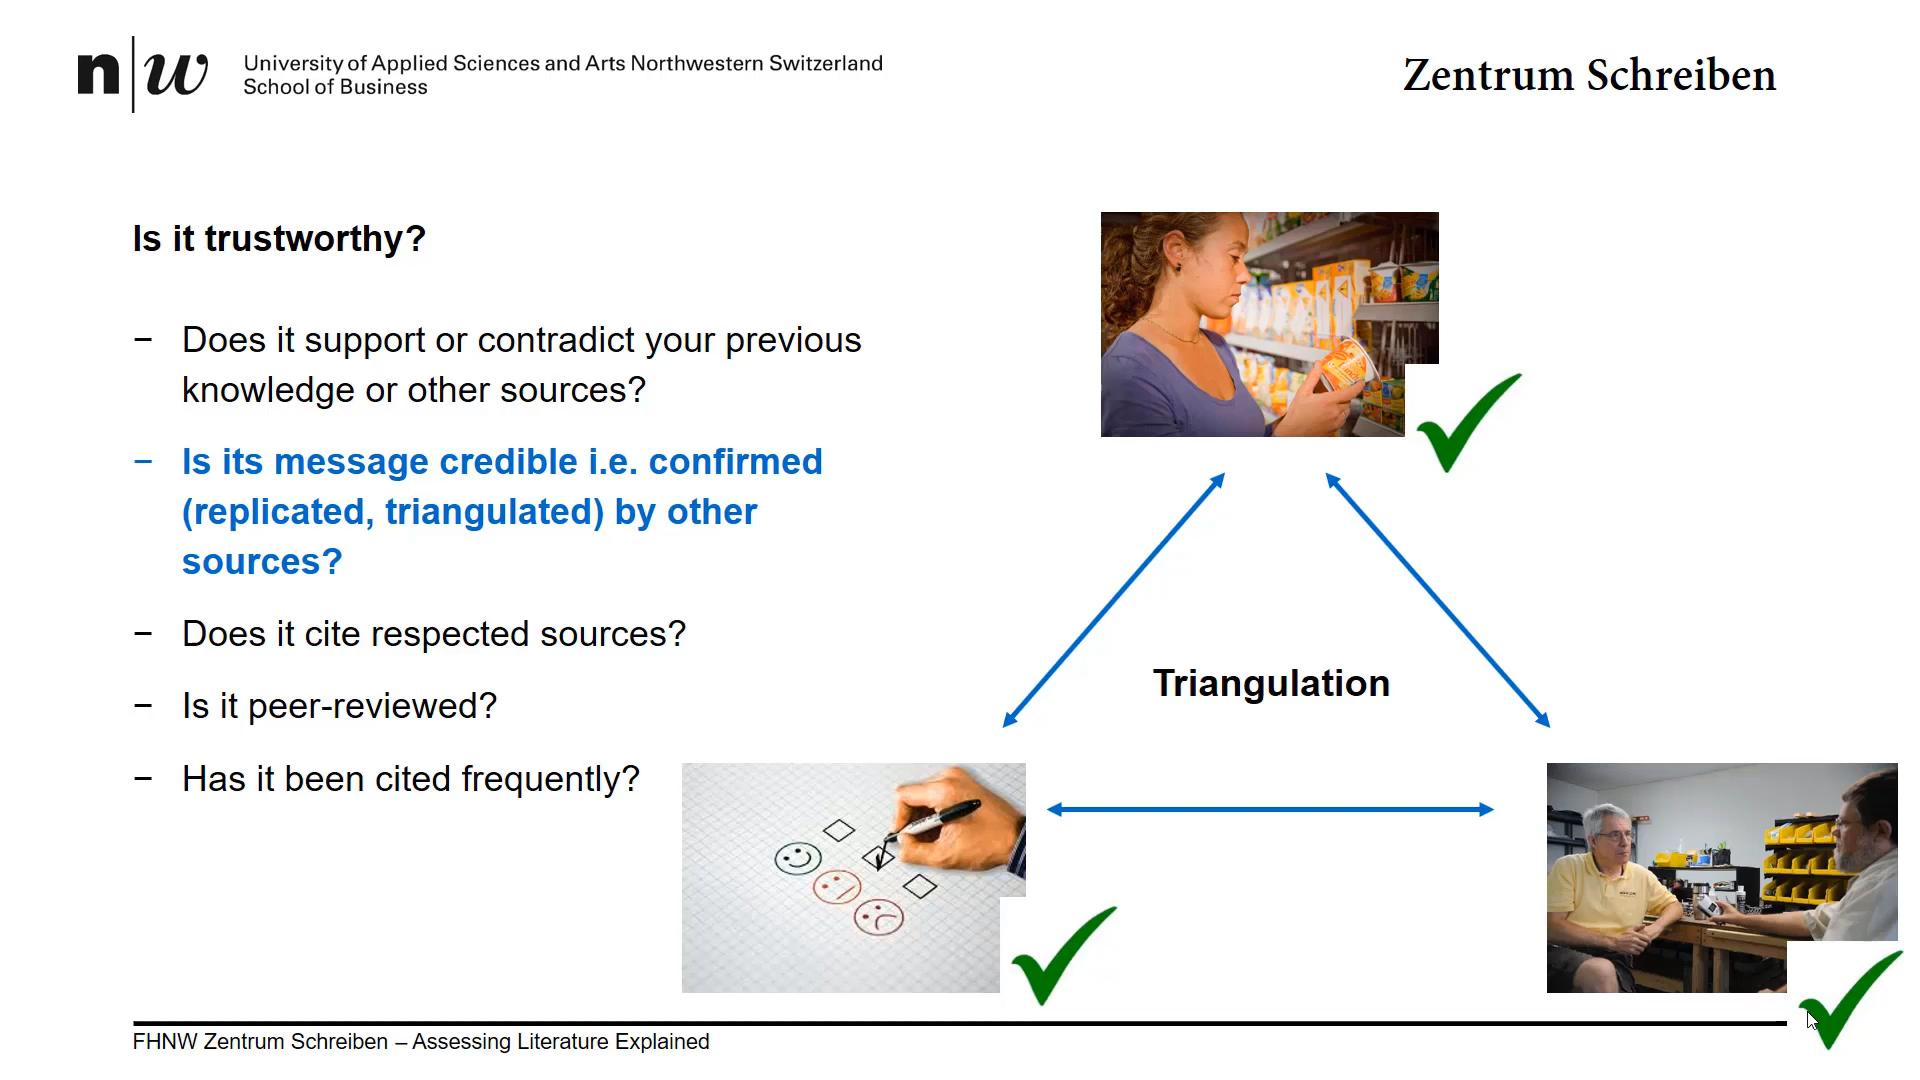 n|w
University of Applied Sciences and Arts Northwestern Switzerland
School of Business
Zentrum Schreiben
Is it trustworthy?
− Does it support or contradict your previous
knowledge or other sources?
− Is its message credible i.e. confirmed
(replicated, triangulated) by other
sources?
− Does it cite respected sources?
− Is it peer-reviewed?
− Has it been cited frequently?
Triangulation
FHNW Zentrum Schreiben – Assessing Literature Explained